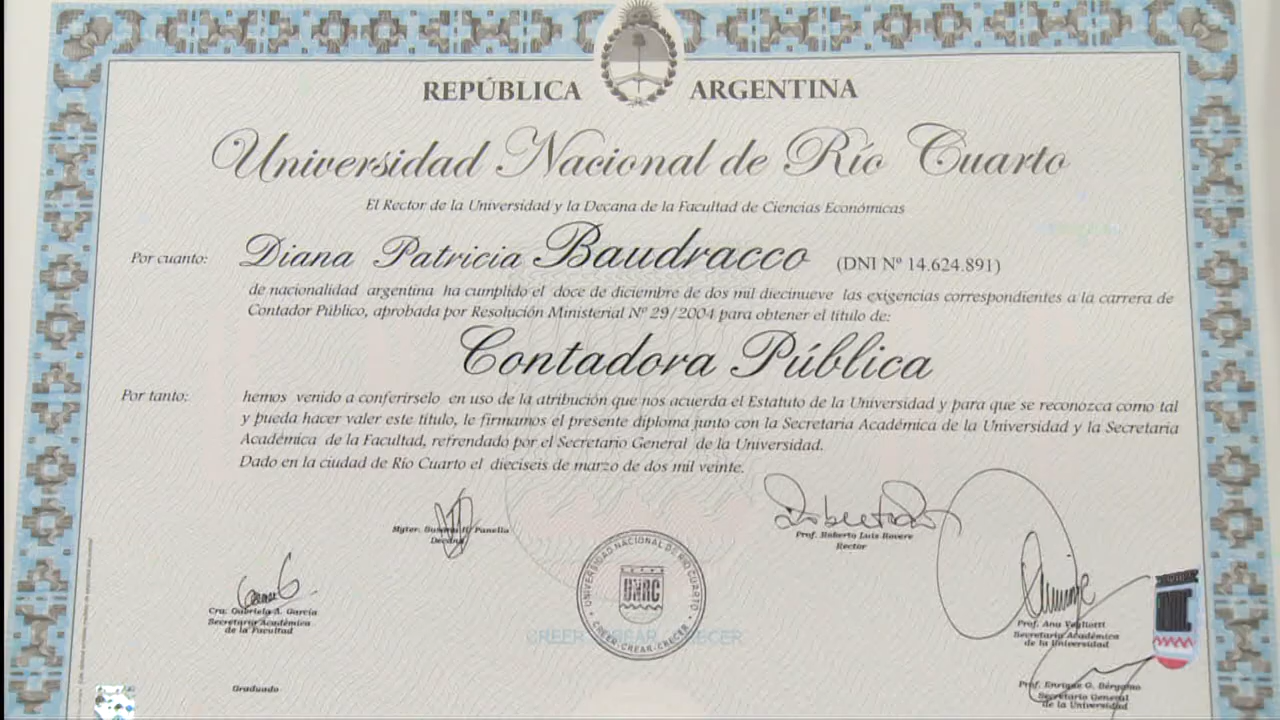 REPÚBLICA ARGENTINA
Universidad Nacional de Río Cuarto
El Rector de la Universidad y la Decana de la Facultad de Ciencias Económicas
Por cuanto: Diana Patricia Baudracco (DNI Nº 14.624.891)
de nacionalidad argentina ha cumplido el doce de diciembre de dos mil diecinueve las exigencias correspondientes a la carrera de
Contador Público, aprobada por Resolución Ministerial Nº 29/2004 para obtener el título de:
Contadora Pública
Por tanto: hemos venido a conferírselo en uso de la atribución que nos acuerda el Estatuto de la Universidad y para que se reconozca como tal
y pueda hacer valer este título, le firmamos el presente diploma junto con la Secretaria Académica de la Universidad y la Secretaria
Académica de la Facultad, refrendado por el Secretario General de la Universidad.
Dado en la ciudad de Río Cuarto el dieciseis de marzo de dos mil veinte.
Mgter. Panella
Decana
Prof. Roberto Luis Rovere
Rector
Cra. Gabriela A. García
Secretaria Académica
de la Facultad
UNIVERSIDAD NACIONAL DE RÍO CUARTO
UNRC
CREER-CREAR-CRECER
CREER CREAR CRECER
Prof. Ana Vogliotti
Secretaria Académica
de la Universidad
Prof. Enrique G. Bérgamo
Secretario General
de la Universidad
Graduado